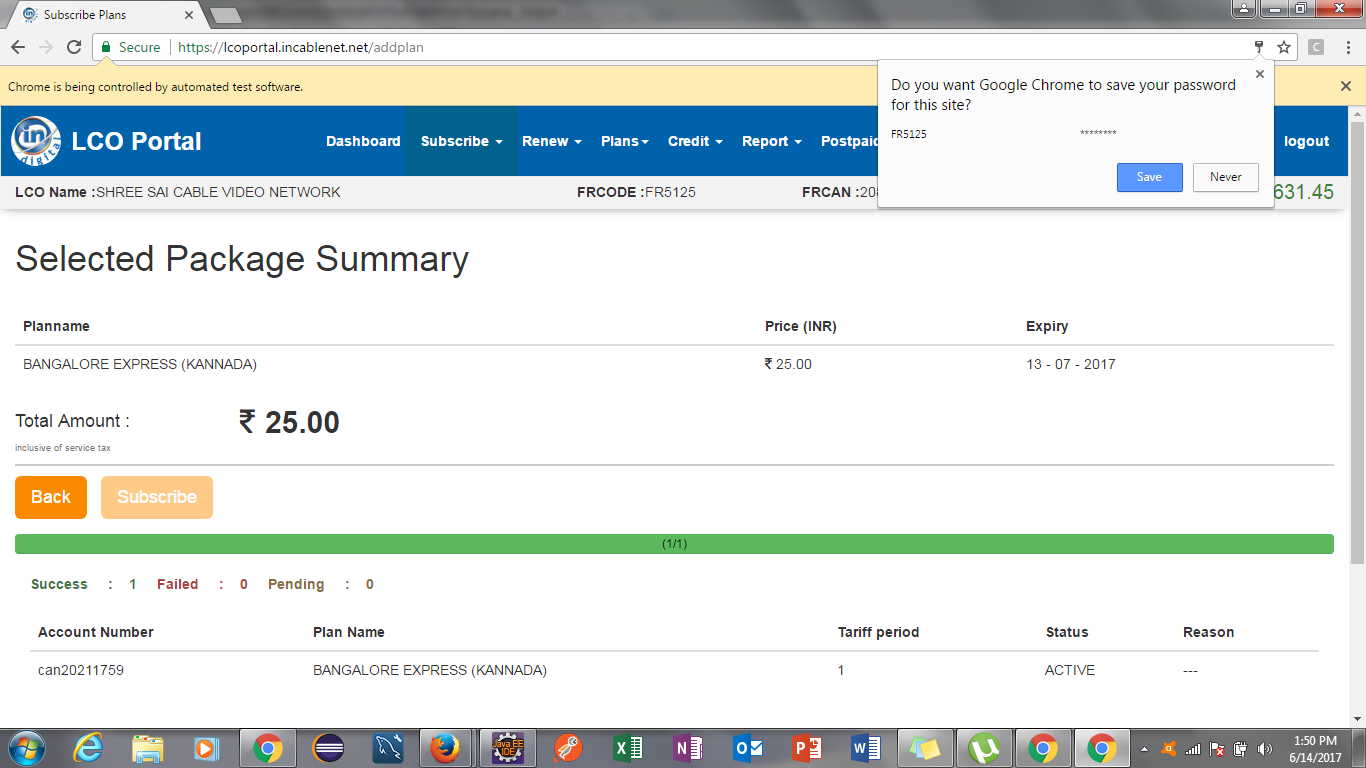 Subscribe Plans
Secure https://lcoportal.incablenet.net/addplan
Chrome is being controlled by automated test software.
Do you want Google Chrome to save your password
for this site?
FR5125 ********
Save Never
in digital LCO Portal Dashboard Subscribe Renew Plans Credit Report Postpaid logout
LCO Name :SHREE SAI CABLE VIDEO NETWORK FRCODE :FR5125 FRCAN :20 631.45
Selected Package Summary
Planname Price (INR) Expiry
BANGALORE EXPRESS (KANNADA) ₹ 25.00 13 - 07 - 2017
Total Amount : ₹ 25.00
inclusive of service tax
Back Subscribe
(1/1)
Success : 1 Failed : 0 Pending : 0
Account Number Plan Name Tariff period Status Reason
can20211759 BANGALORE EXPRESS (KANNADA) 1 ACTIVE ---
Java EE
IDE
1:50 PM
6/14/2017